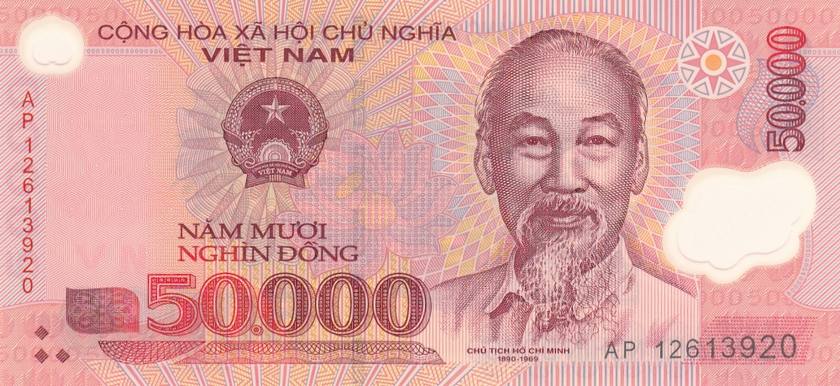 CỘNG HÒA XÃ HỘI CHỦ NGHĨA
VIỆT NAM
AP 12613920
VIỆT NAM
NĂM MƯƠI
NGHÌN ĐỒNG
50.000
50.000
CHỦ TỊCH HỒ CHÍ MINH
1890-1969
AP 12613920